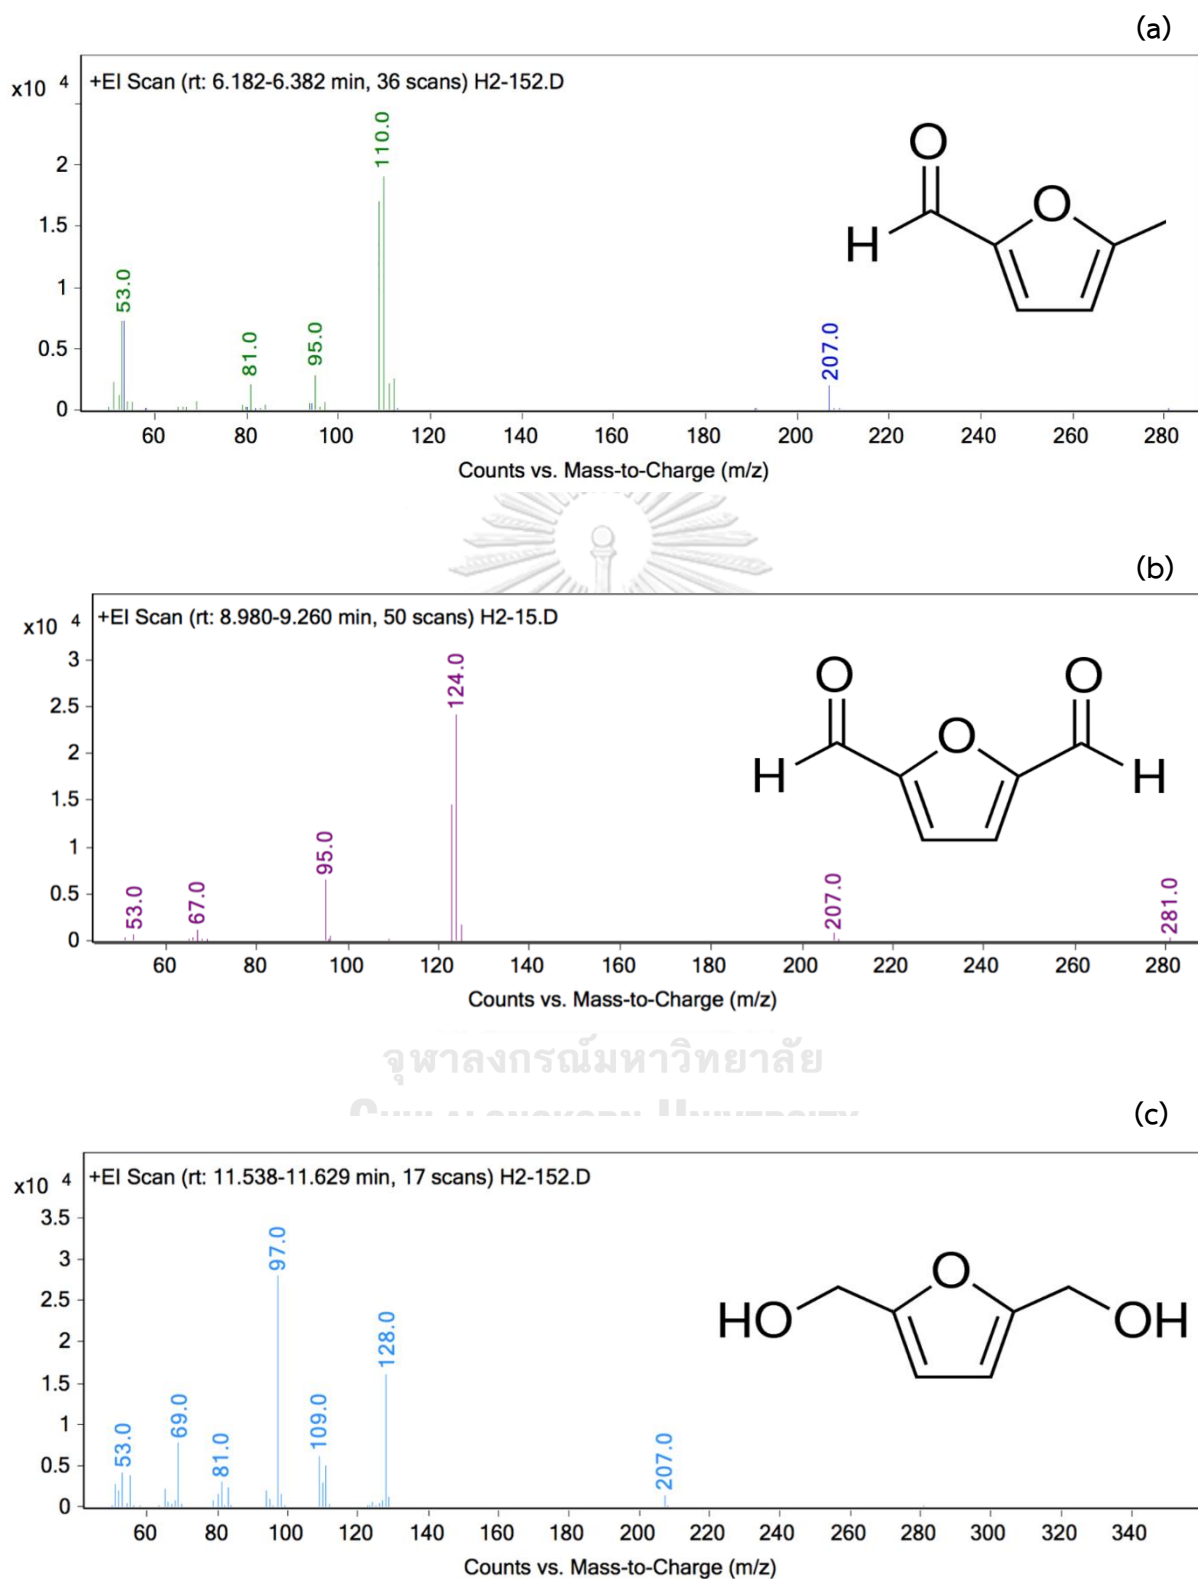 (a)
x10 4
+EI Scan (rt: 6.182-6.382 min, 36 scans) H2-152.D
2
1.5
1
0.5
0
53.0
81.0
95.0
110.0
207.0
O
H
O
60 80 100 120 140 160 180 200 220 240 260 280
Counts vs. Mass-to-Charge (m/z)
(b)
x10 4
+EI Scan (rt: 8.980-9.260 min, 50 scans) H2-15.D
3
2.5
2
1.5
1
0.5
0
53.0
67.0
95.0
124.0
207.0
281.0
O
O
O
H
H
60 80 100 120 140 160 180 200 220 240 260 280
Counts vs. Mass-to-Charge (m/z)
จุฬาลงกรณ์มหาวิทยาลัย
CHULALONGKORN UNIVERSITY
(c)
x10 4
+EI Scan (rt: 11.538-11.629 min, 17 scans) H2-152.D
3.5
3
2.5
2
1.5
1
0.5
0
53.0
69.0
81.0
97.0
109.0
128.0
207.0
O
HO
OH
60 80 100 120 140 160 180 200 220 240 260 280 300 320 340
Counts vs. Mass-to-Charge (m/z)